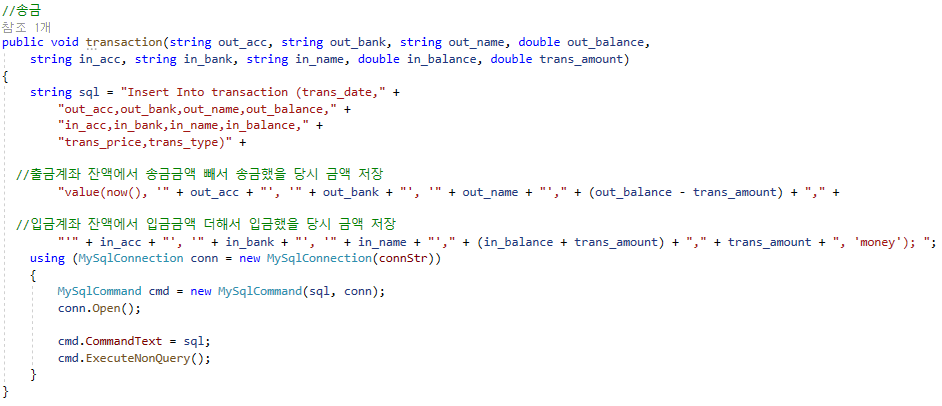 //송금
참조 1개
public void transaction(string out_acc, string out_bank, string out_name, double out_balance,
    string in_acc, string in_bank, string in_name, double in_balance, double trans_amount)
{
    string sql = "Insert Into transaction (trans_date," +
        "out_acc,out_bank,out_name,out_balance," +
        "in_acc,in_bank,in_name,in_balance," +
        "trans_price,trans_type)" +
  //출금계좌 잔액에서 송금금액 빼서 송금했을 당시 금액 저장
        "value(now(), '" + out_acc + "', '" + out_bank + "', '" + out_name + "'," + (out_balance - trans_amount) + "," +
  //입금계좌 잔액에서 입금금액 더해서 입금했을 당시 금액 저장
        "'" + in_acc + "', '" + in_bank + "', '" + in_name + "'," + (in_balance + trans_amount) + "," + trans_amount + ", 'money'); ";
    using (MySqlConnection conn = new MySqlConnection(connStr))
    {
        MySqlCommand cmd = new MySqlCommand(sql, conn);
        conn.Open();
        cmd.CommandText = sql;
        cmd.ExecuteNonQuery();
    }
}